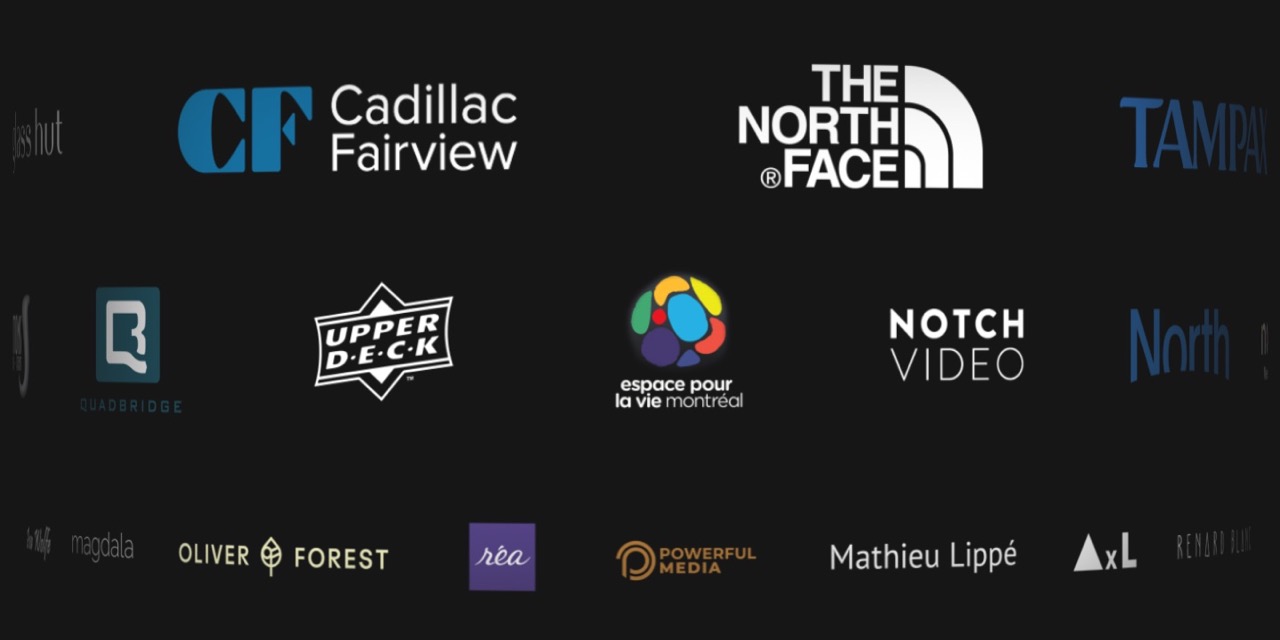 glass hut
CF Cadillac
Fairview
THE
NORTH
®FACE
TAMPAX
QUADBRIDGE
UPPER
D·E·C·K
™
espace pour
la vie montréal
NOTCH
VIDEO
North
magdala
OLIVER FOREST
réa
POWERFUL
MEDIA
Mathieu Lippé
AxL
RENARD BLANC